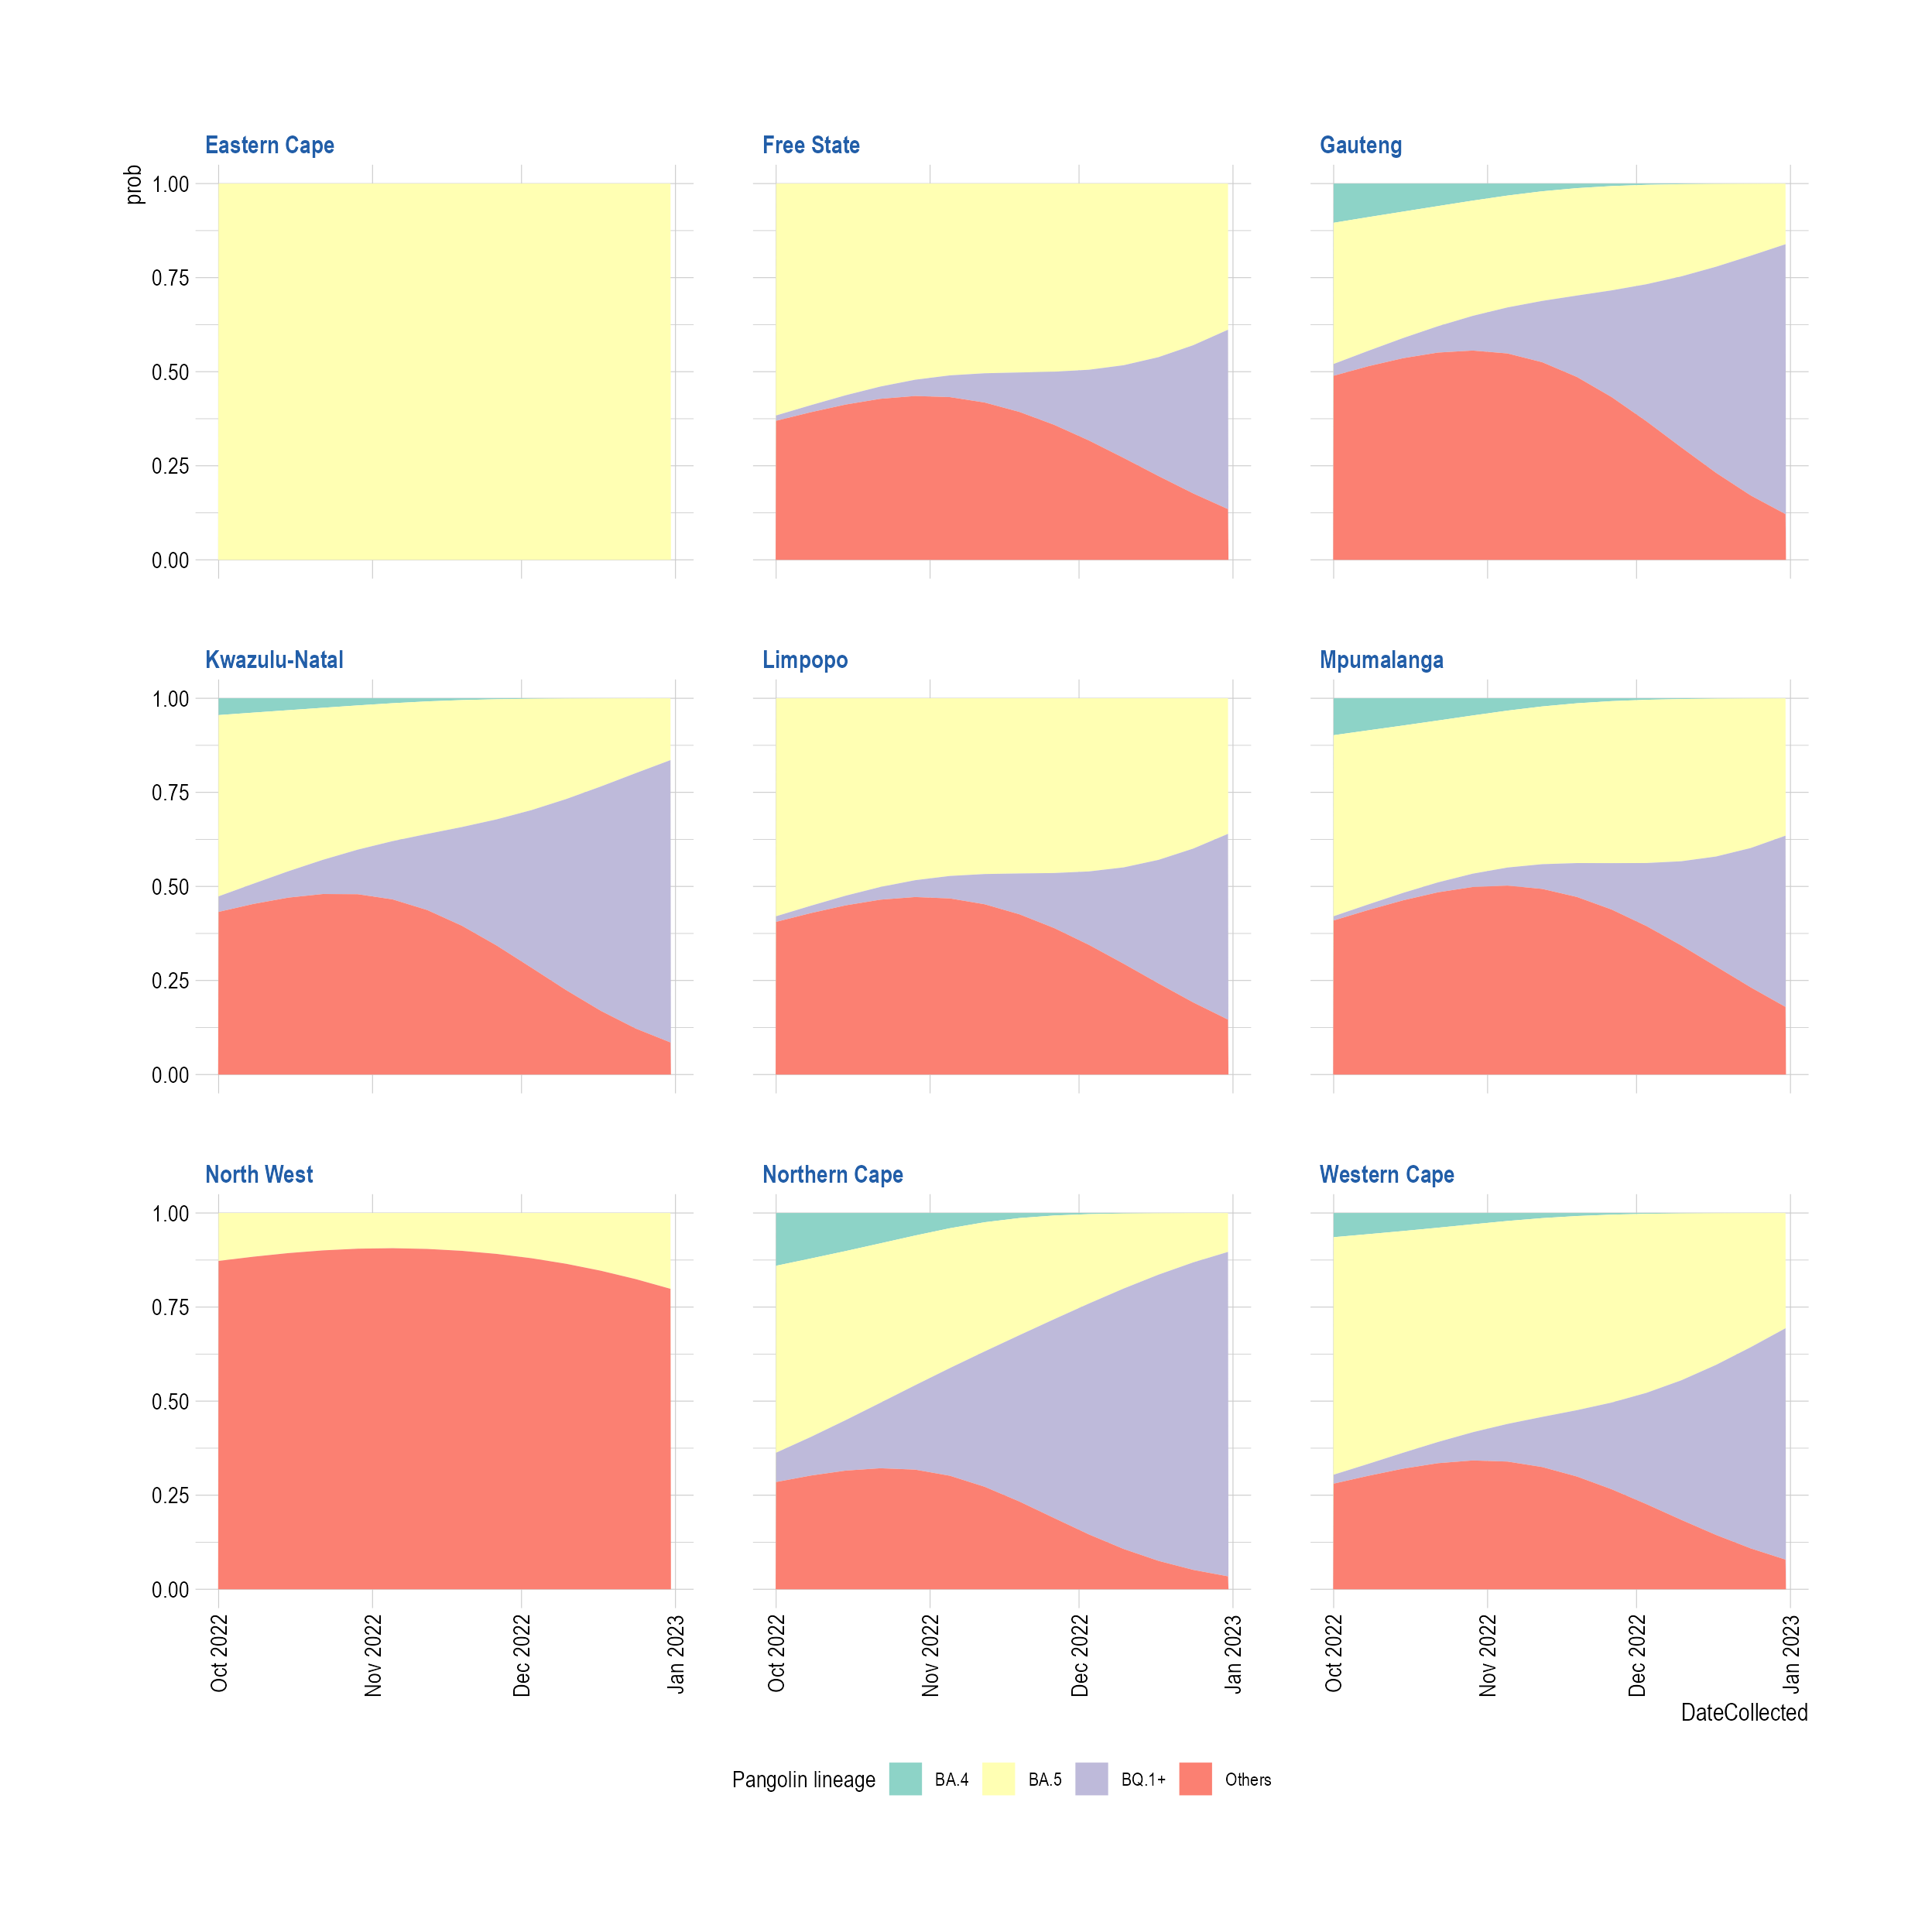 Eastern Cape
Free State
Gauteng
prob
1.00
0.75
0.50
0.25
0.00
Kwazulu-Natal
Limpopo
Mpumalanga
1.00
0.75
0.50
0.25
0.00
North West
Northern Cape
Western Cape
1.00
0.75
0.50
0.25
0.00
Oct 2022
Nov 2022
Dec 2022
Jan 2023
Oct 2022
Nov 2022
Dec 2022
Jan 2023
Oct 2022
Nov 2022
Dec 2022
Jan 2023
DateCollected
Pangolin lineage BA.4 BA.5 BQ.1+ Others